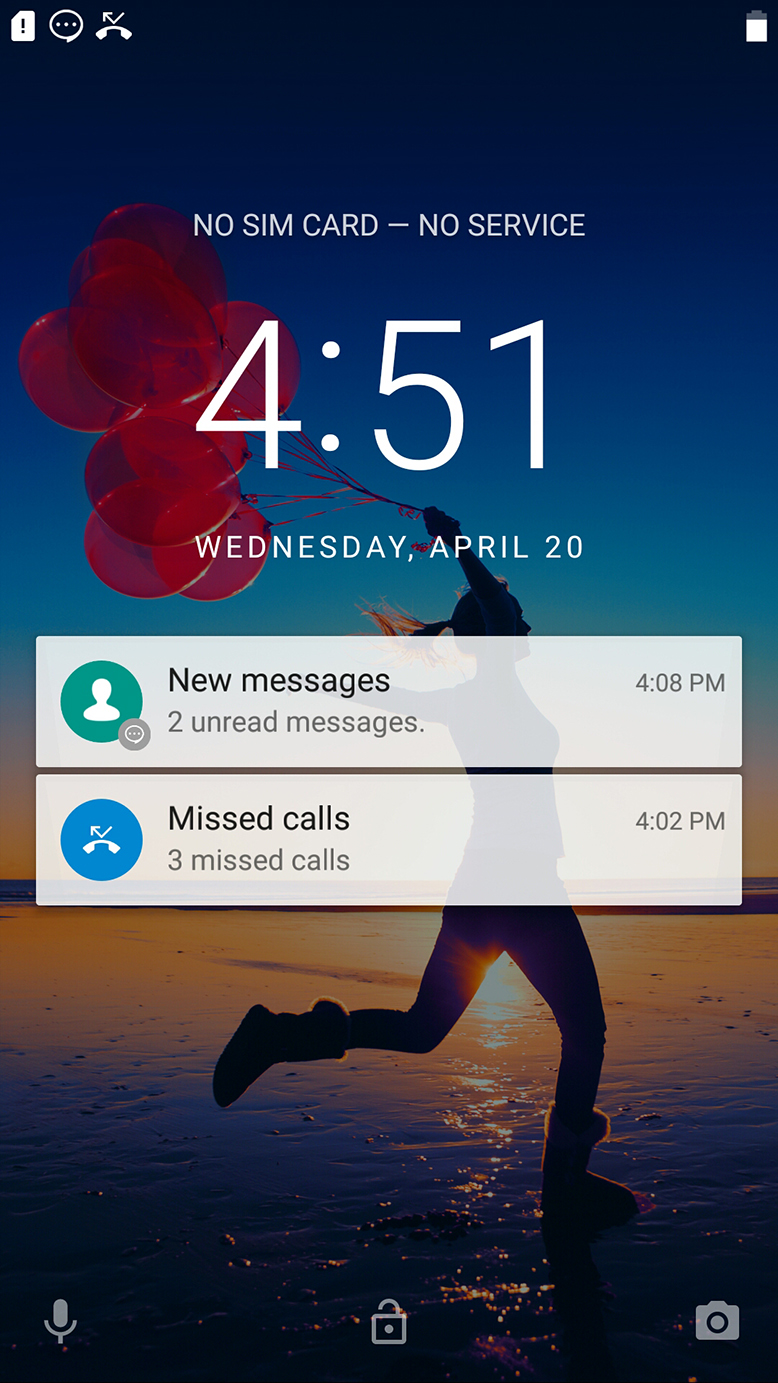 NO SIM CARD — NO SERVICE
4:51
WEDNESDAY, APRIL 20
New messages 4:08 PM
2 unread messages.
Missed calls 4:02 PM
3 missed calls